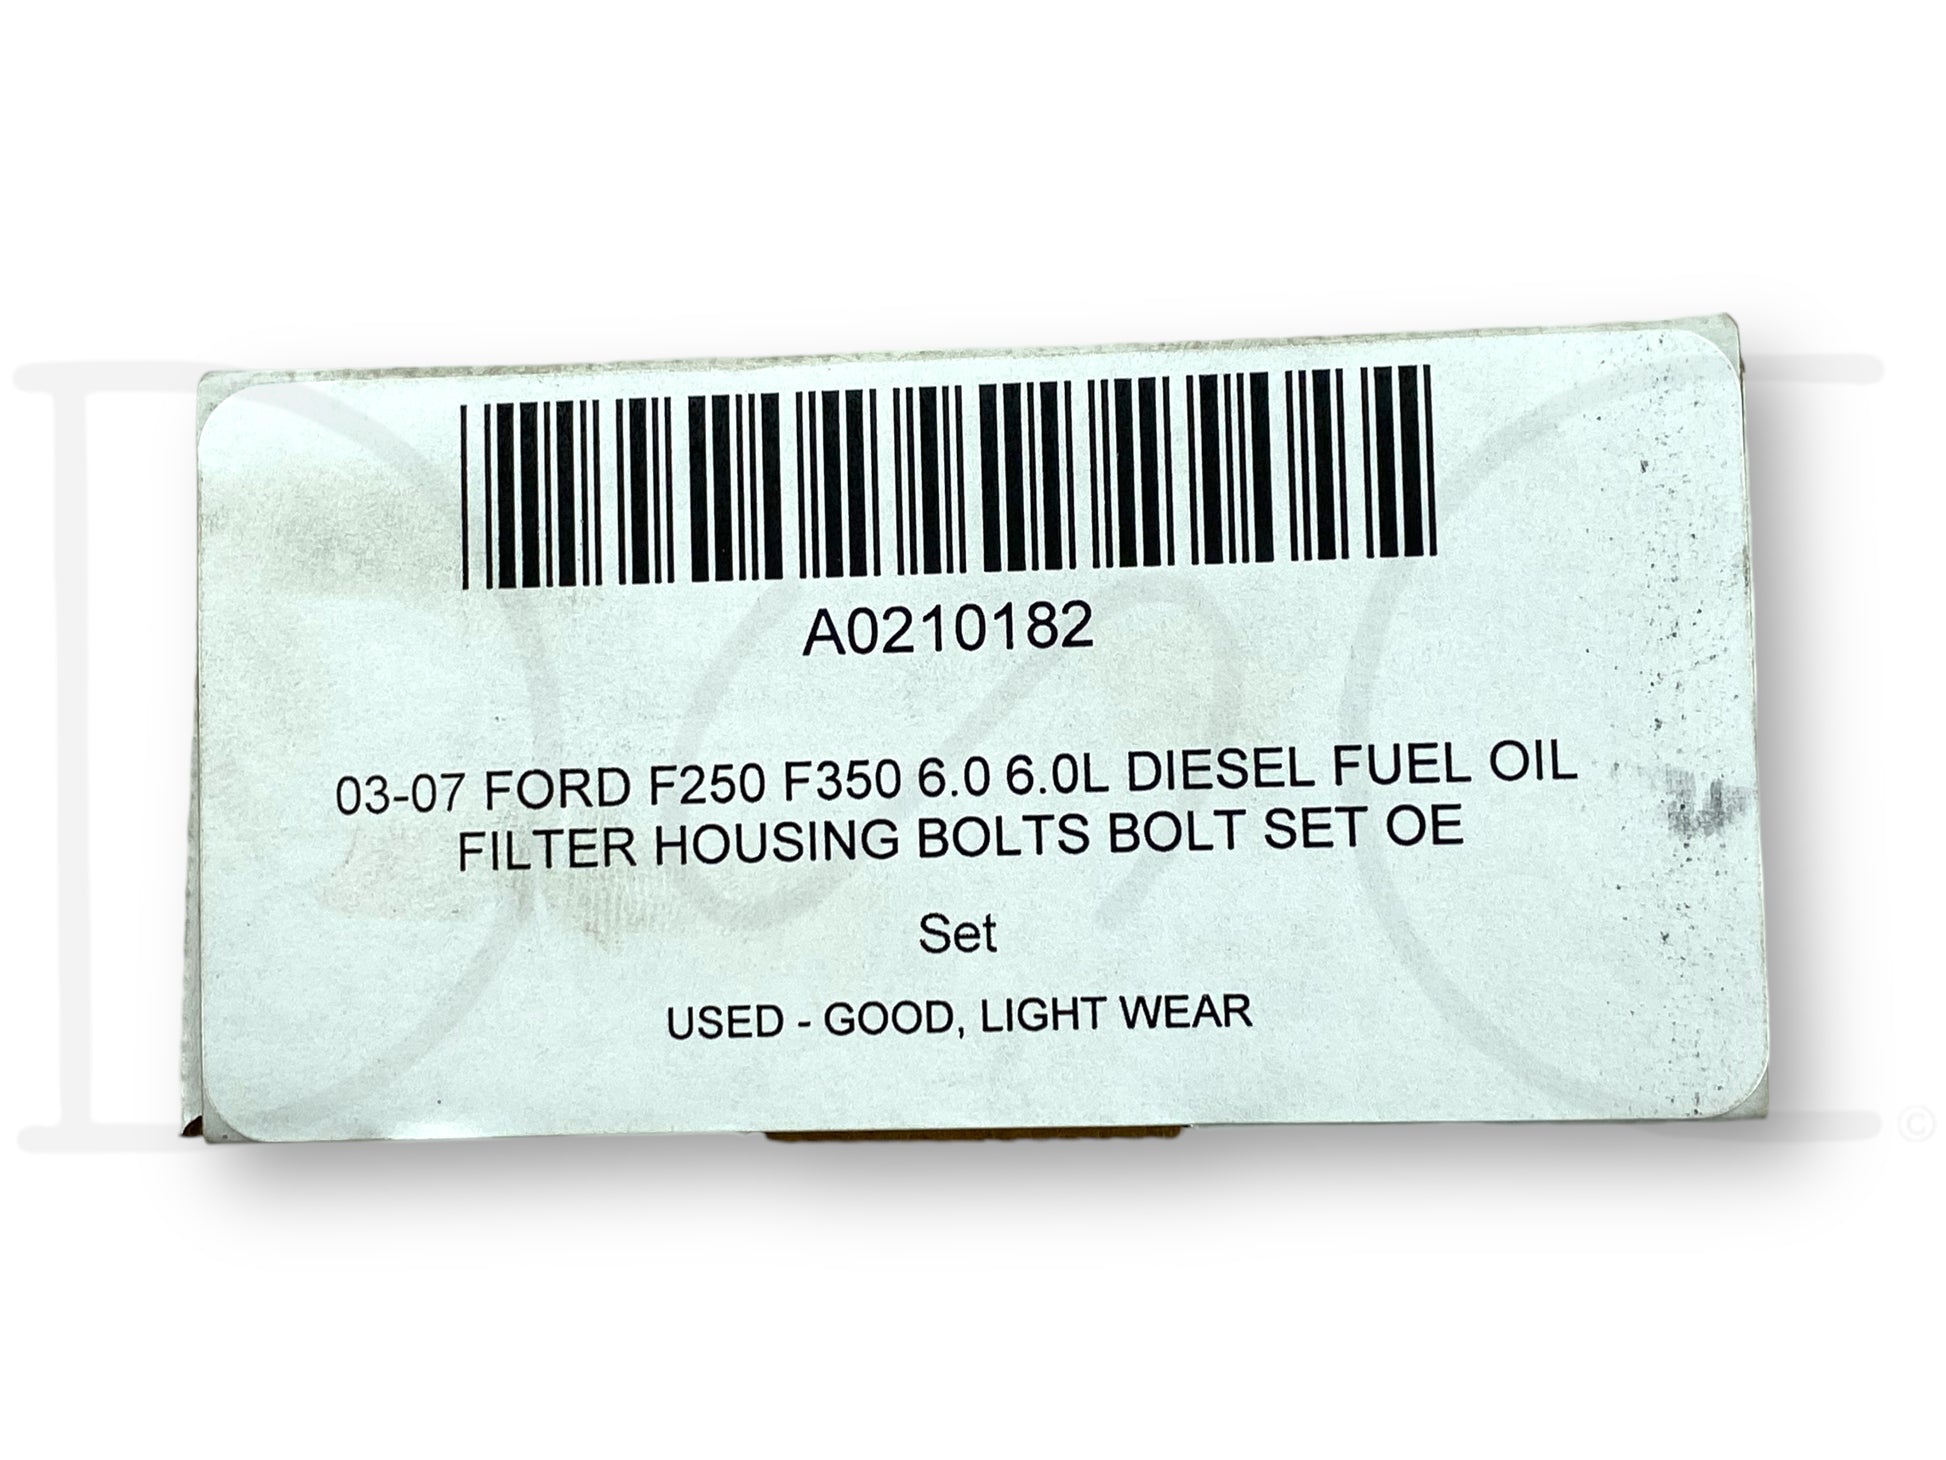 A0210182
03-07 FORD F250 F350 6.0 6.0L DIESEL FUEL OIL
FILTER HOUSING BOLTS BOLT SET OE
Set
USED - GOOD, LIGHT WEAR
©